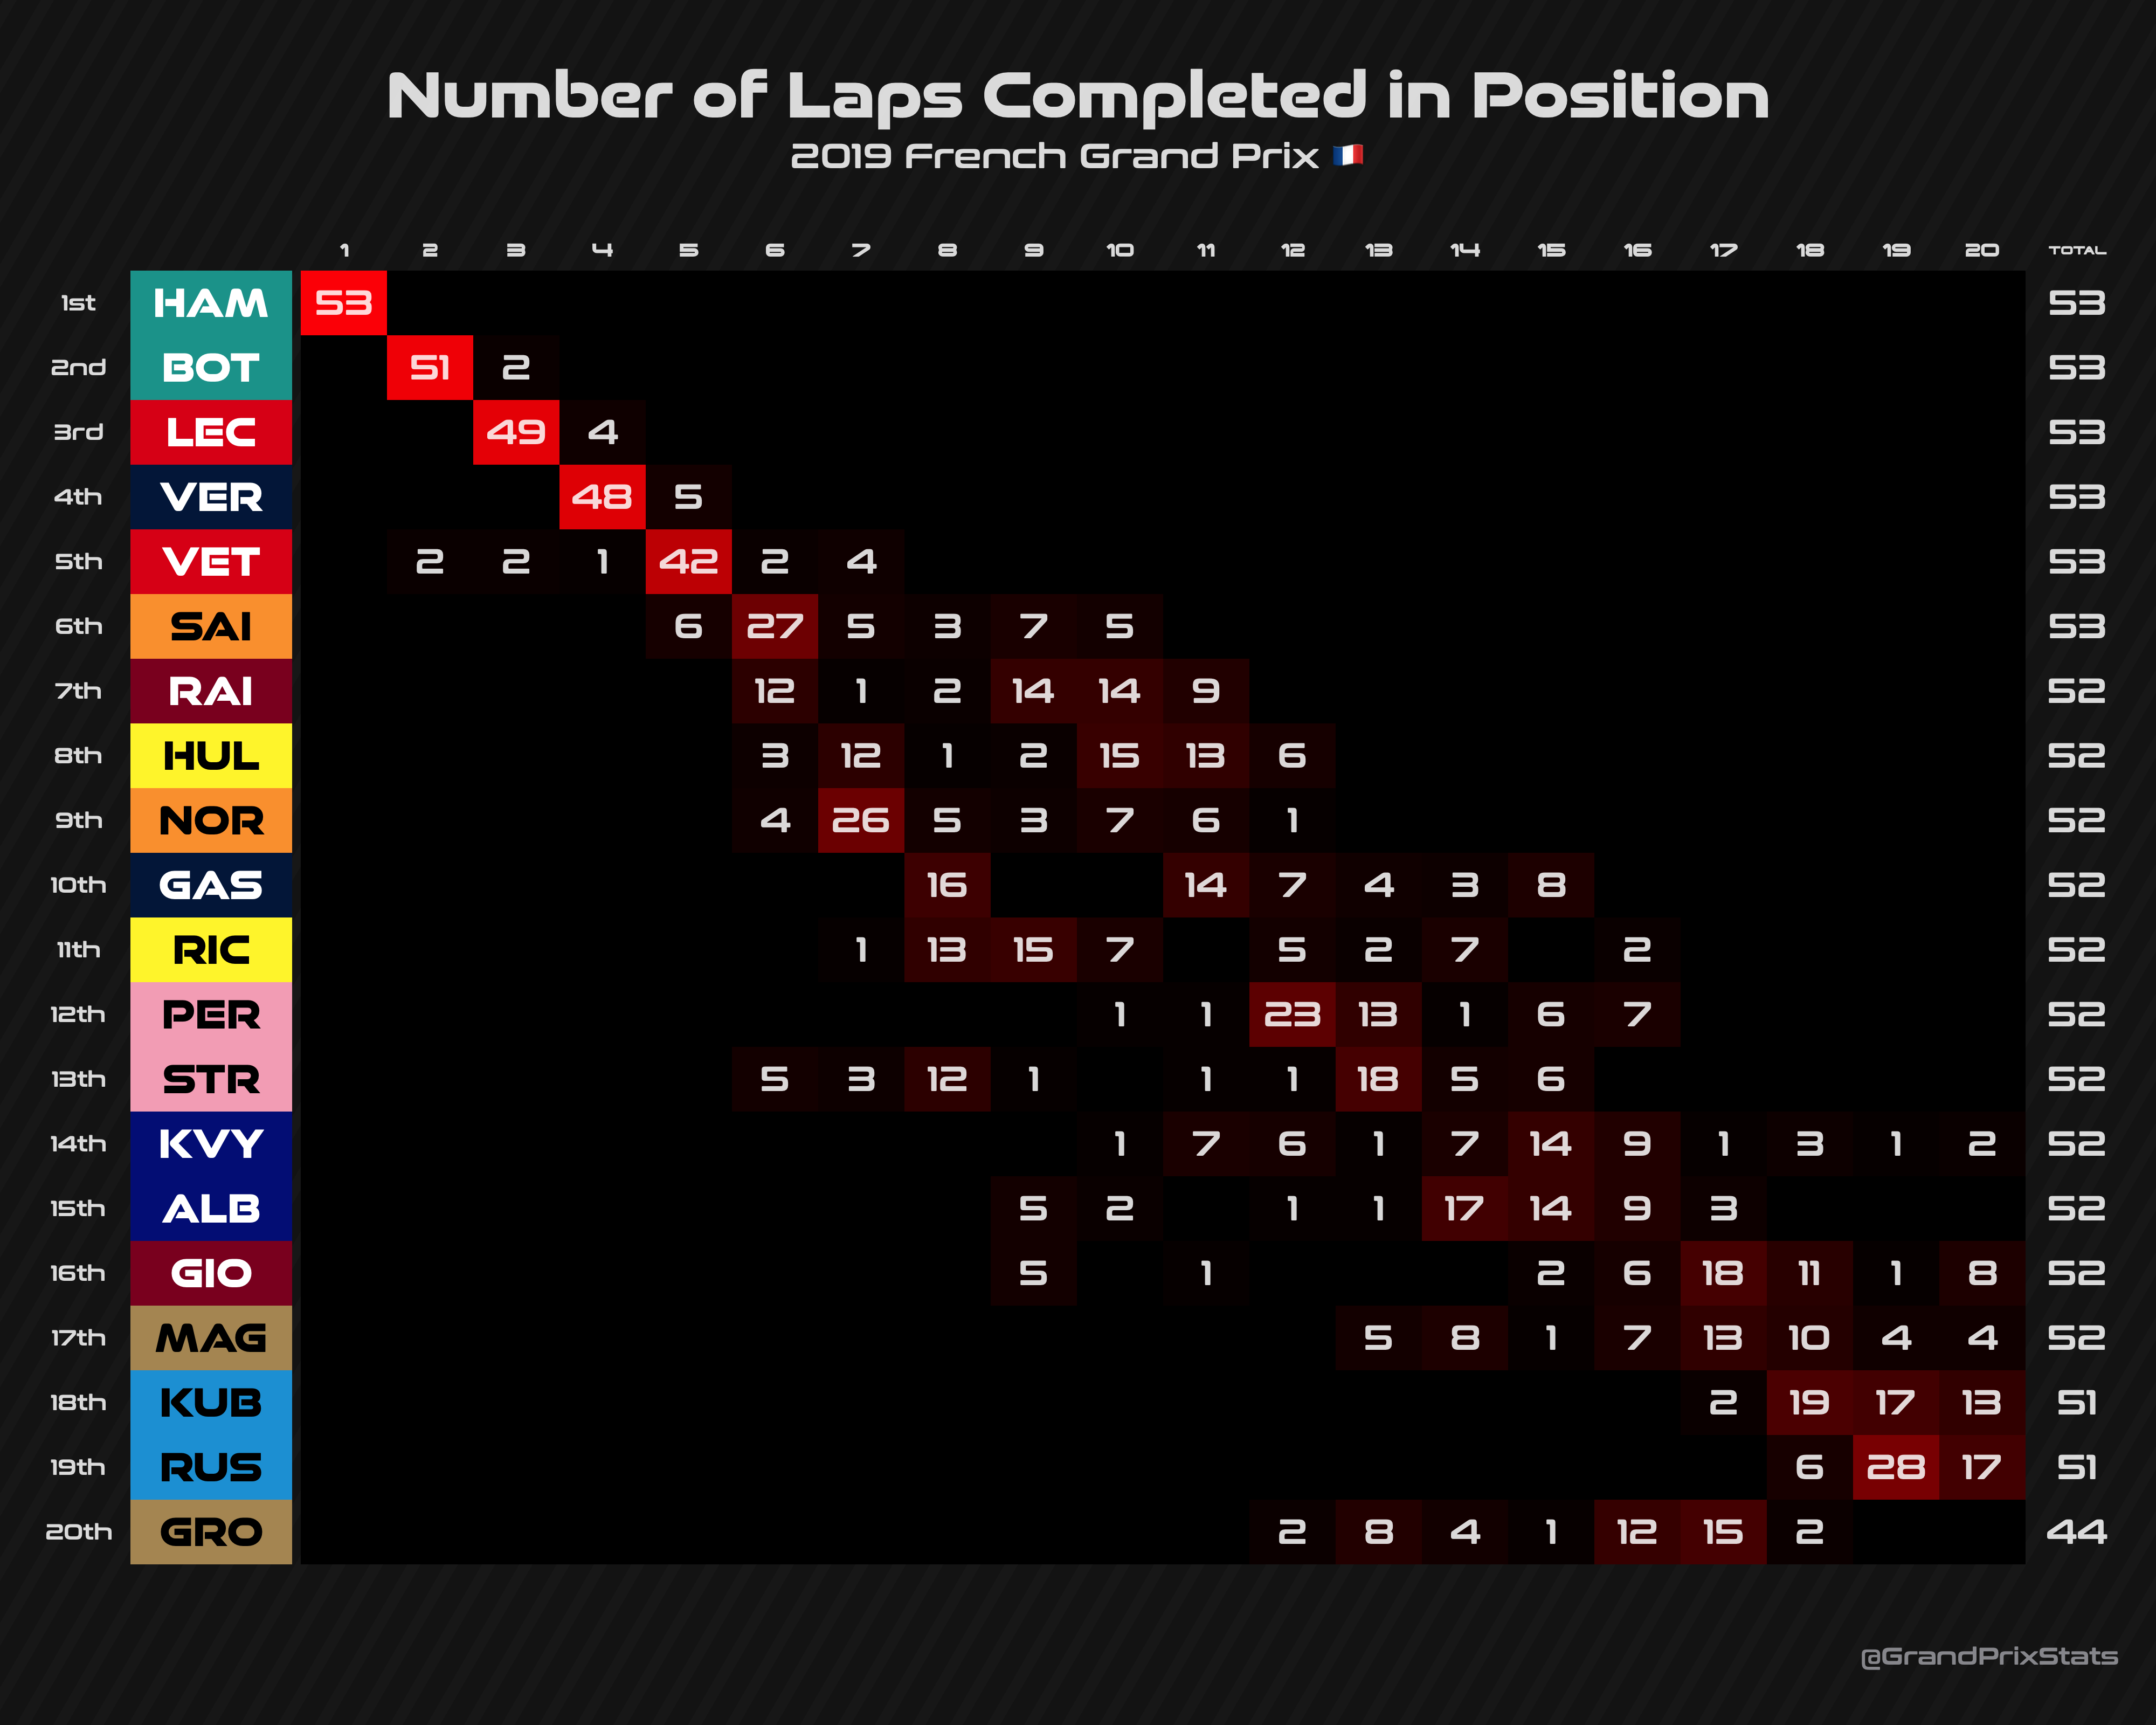 Number of Laps Completed in Position
2019 French Grand Prix
1 2 3 4 5 6 7 8 9 10 11 12 13 14 15 16 17 18 19 20 TOTAL
1st HAM 53 53
2nd BOT 51 2 53
3rd LEC 49 4 53
4th VER 48 5 53
5th VET 2 2 1 42 2 4 53
6th SAI 6 27 5 3 7 5 53
7th RAI 12 1 2 14 14 9 52
8th HUL 3 12 1 2 15 13 6 52
9th NOR 4 26 5 3 7 6 1 52
10th GAS 16 14 7 4 3 8 52
11th RIC 1 13 15 7 5 2 7 2 52
12th PER 1 1 23 13 1 6 7 52
13th STR 5 3 12 1 1 1 18 5 6 52
14th KVY 1 7 6 1 7 14 9 1 3 1 2 52
15th ALB 5 2 1 1 17 14 9 3 52
16th GIO 5 1 2 6 18 11 1 8 52
17th MAG 5 8 1 7 13 10 4 4 52
18th KUB 2 19 17 13 51
19th RUS 6 28 17 51
20th GRO 2 8 4 1 12 15 2 44
@GrandPrixStats